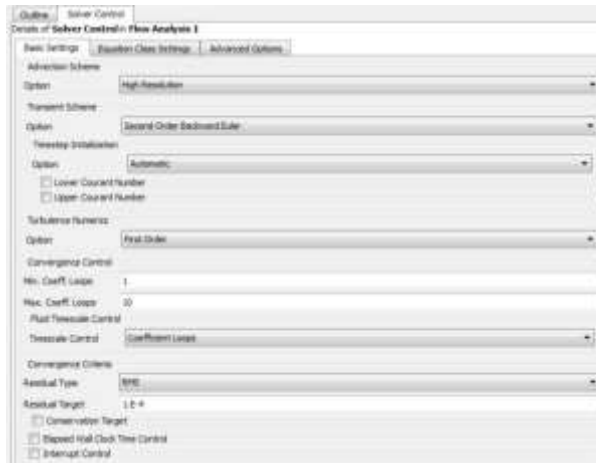 Outline Solver Control
Details of Solver Control in Flow Analysis 1
Basic Settings Equation Class Settings Advanced Options
Advection Scheme
Option High Resolution
Transient Scheme
Option Second Order Backward Euler
Timestep Initialisation
Option Automatic
Lower Courant Number
Upper Courant Number
Turbulence Numerics
Option First Order
Convergence Control
Min. Coeff. Loops 1
Max. Coeff. Loops 10
Fluid Timescale Control
Timescale Control Coefficient Loops
Convergence Criteria
Residual Type RMS
Residual Target 1.E-4
Conservation Target
Elapsed Wall Clock Time Control
Interrupt Control